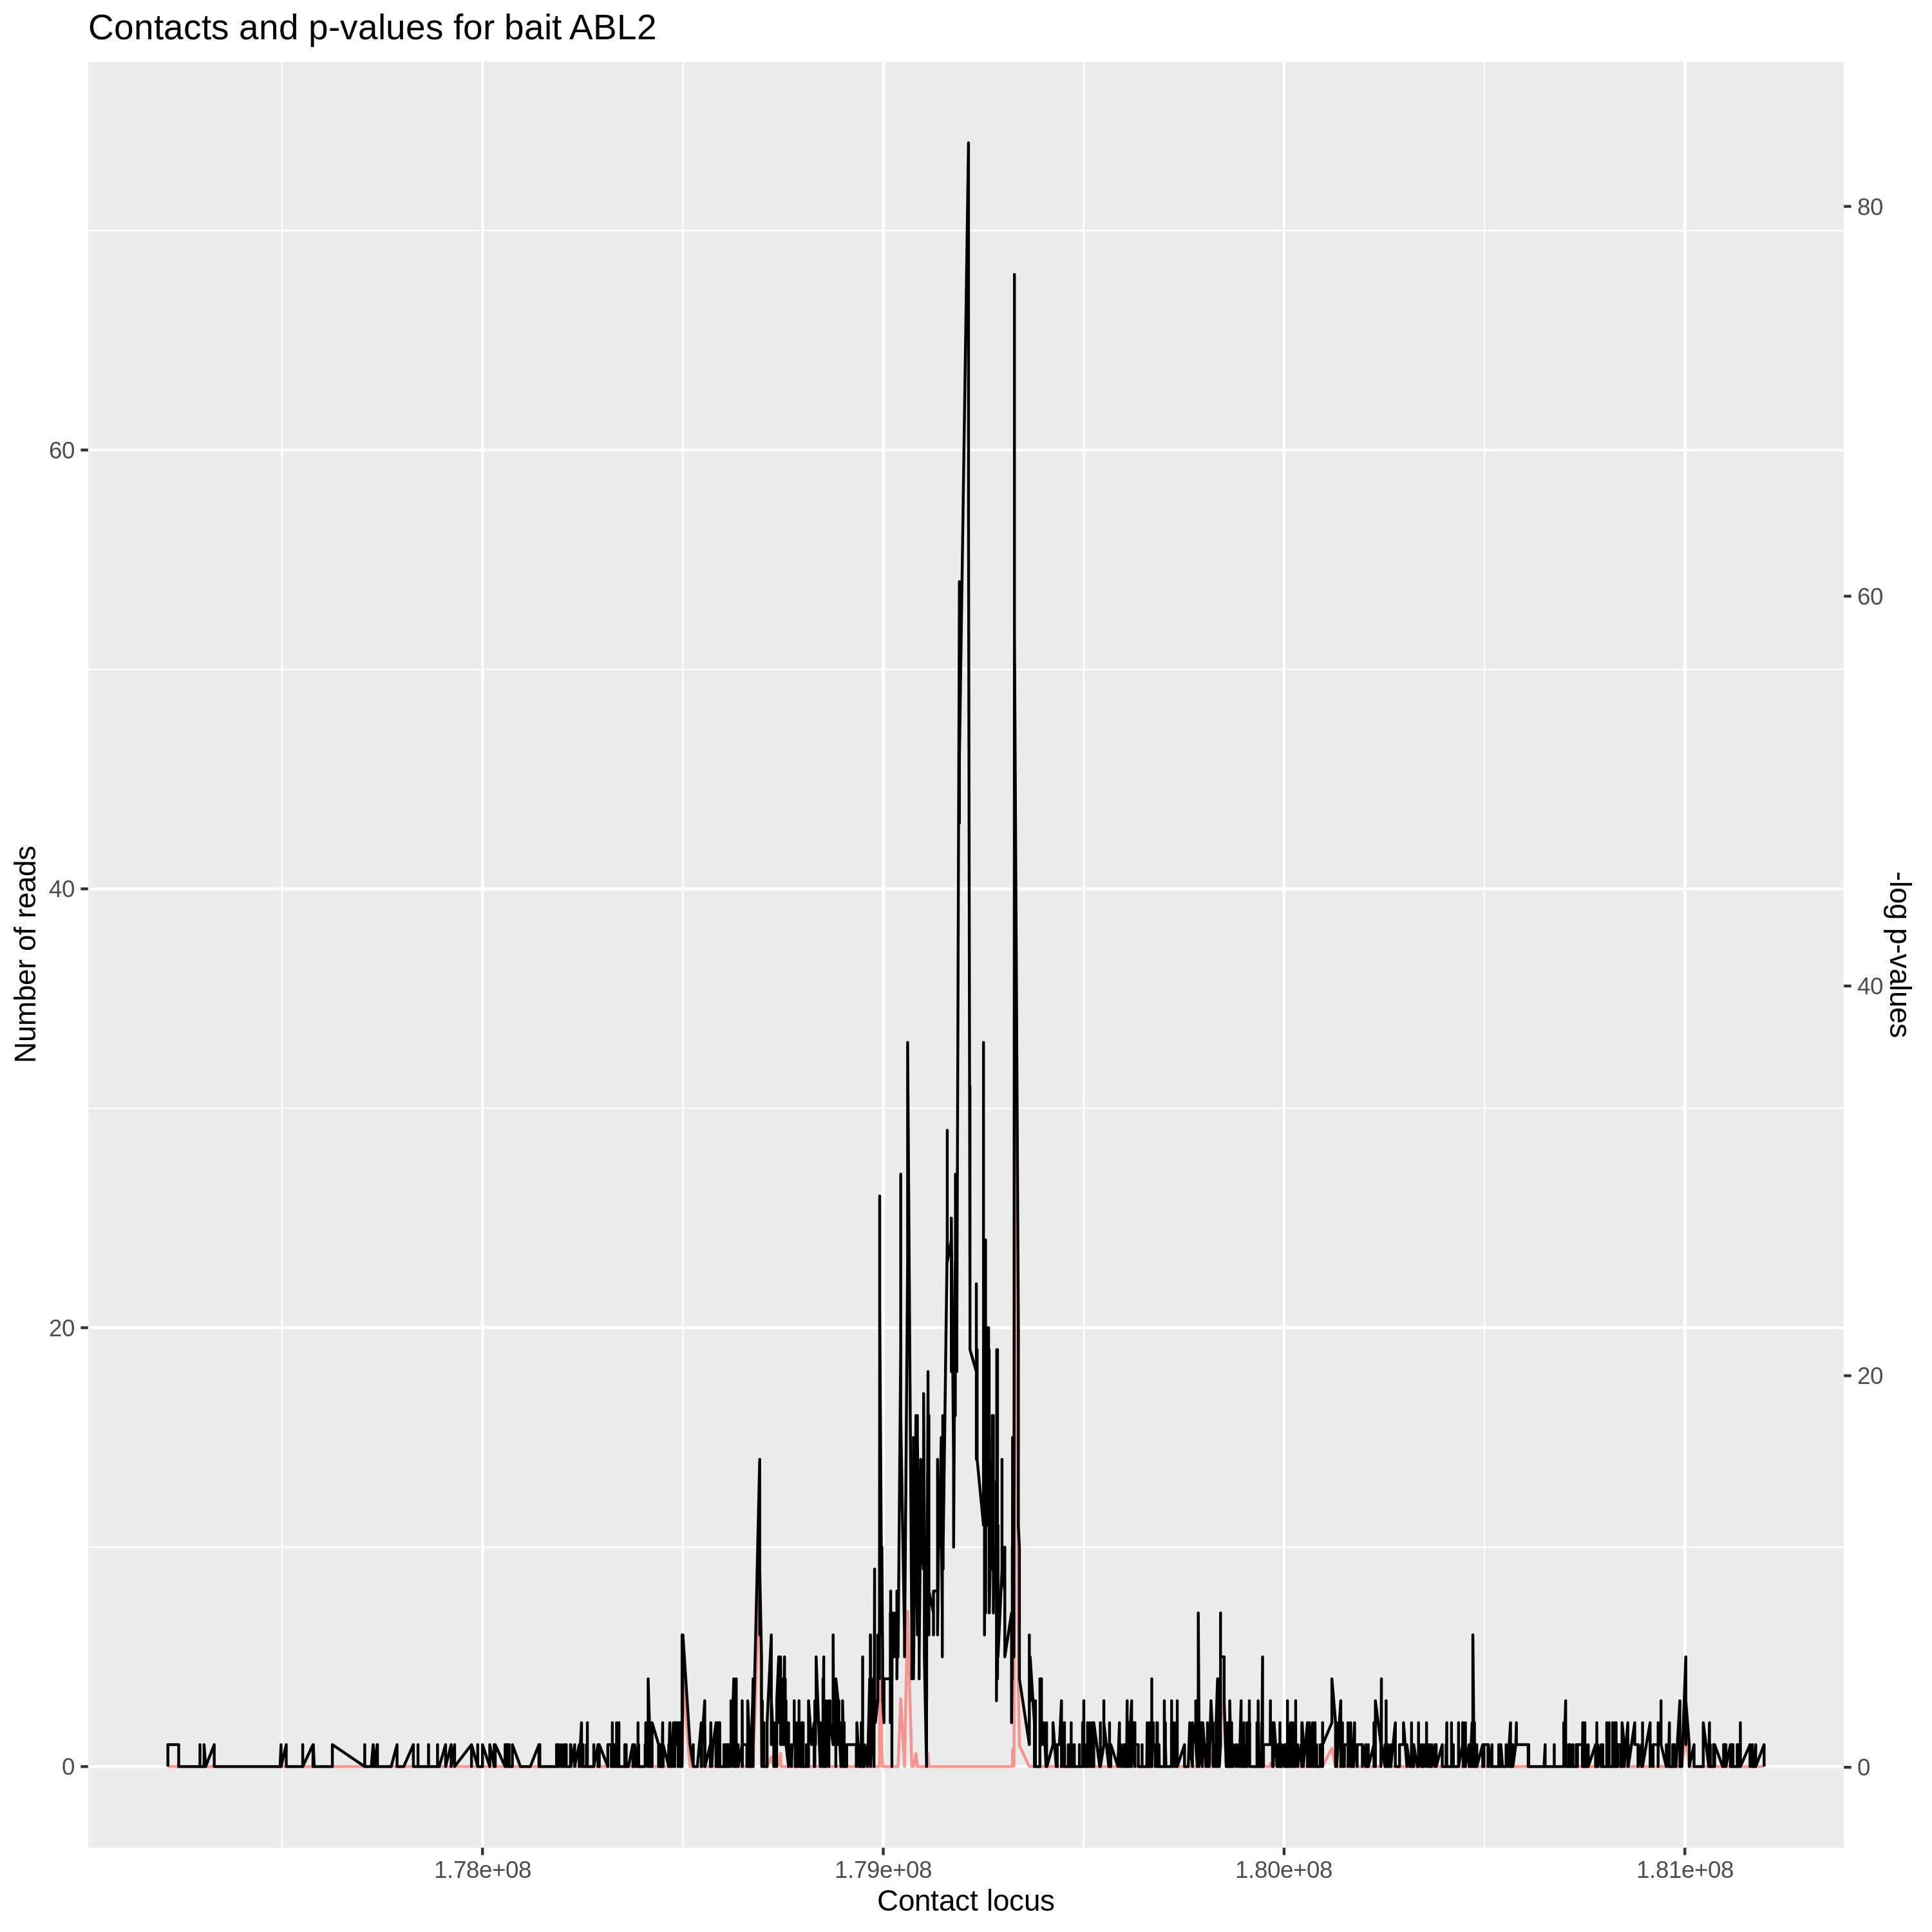 Contacts and p-values for bait ABL2
Number of reads
60
40
20
0
80
60
40
20
0
-log p-values
1.78e+08
1.79e+08
1.80e+08
1.81e+08
Contact locus